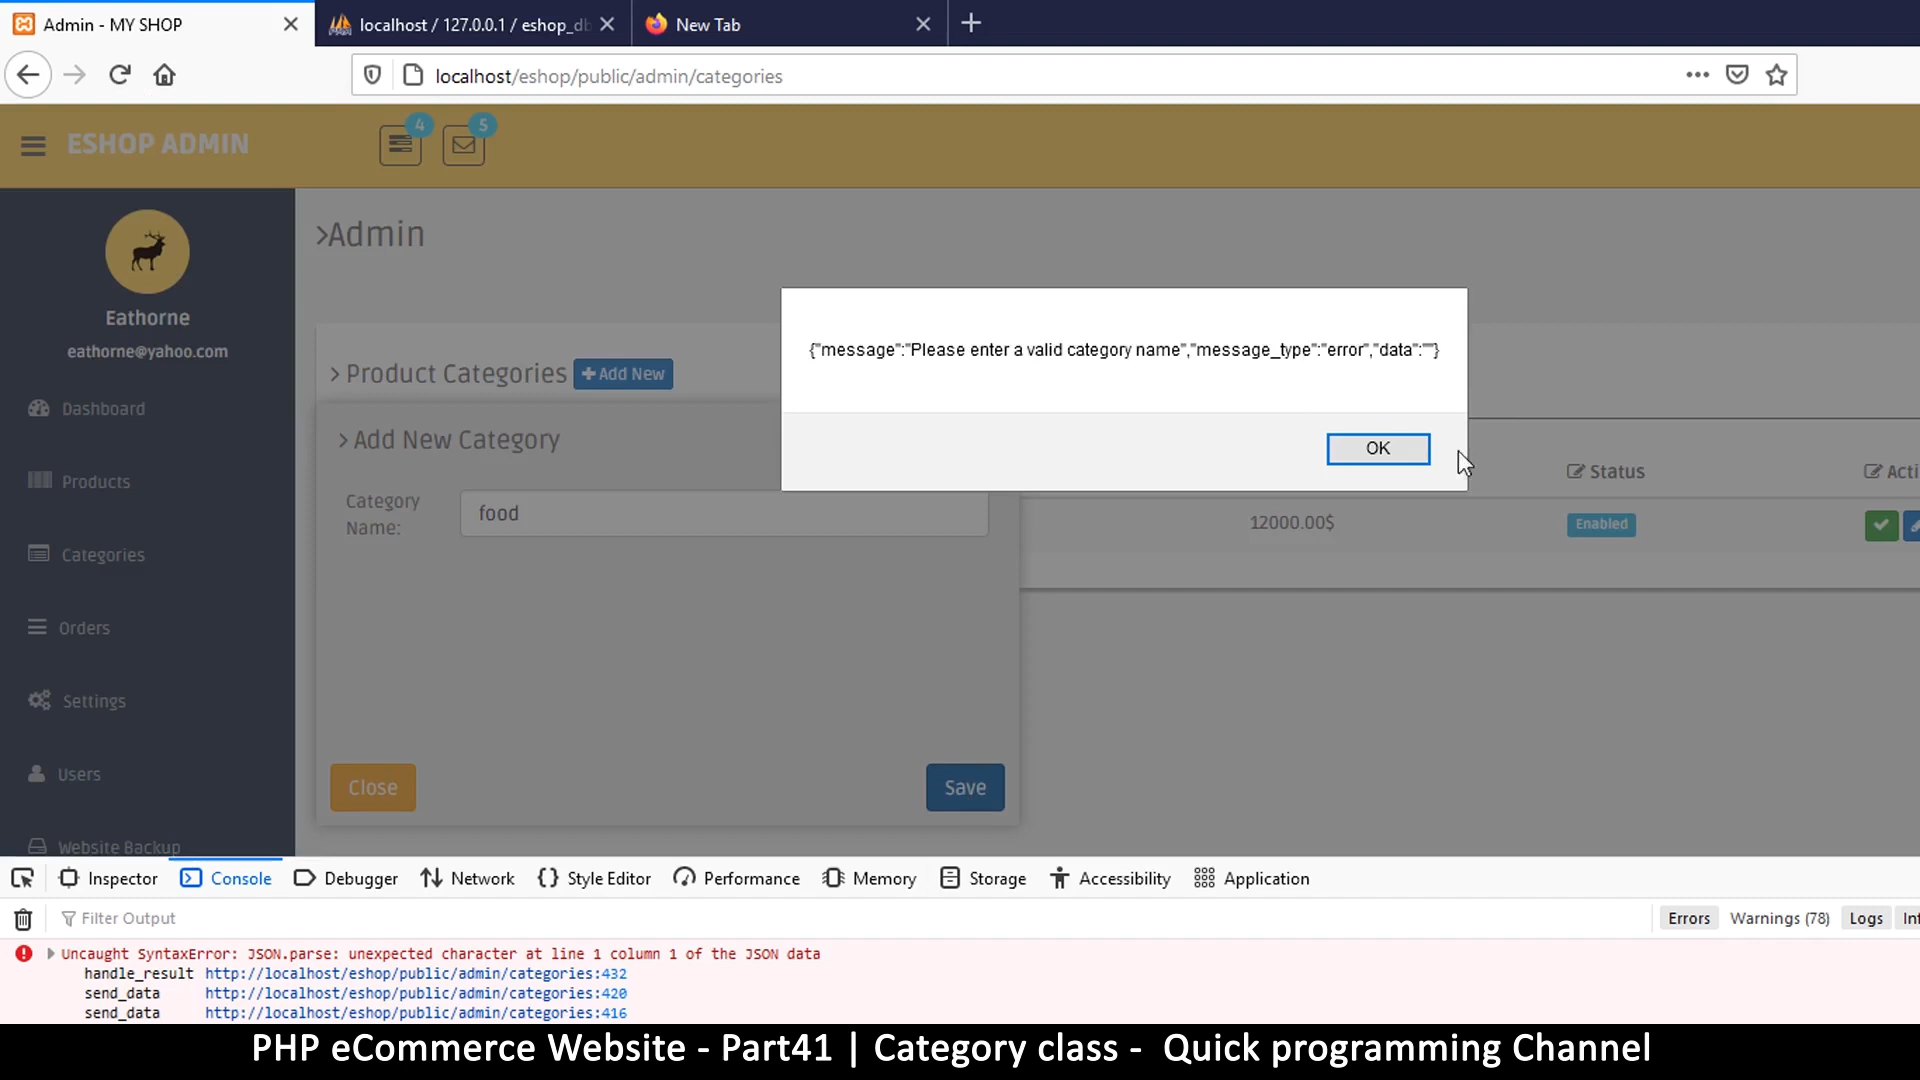 Admin - MY SHOP
localhost / 127.0.0.1 / eshop_db
New Tab
localhost/eshop/public/admin/categories
ESHOP ADMIN
4
5
Eathorne
eathorne@yahoo.com
Dashboard
Products
Categories
Orders
Settings
Users
Website Backup
>Admin
> Product Categories
+ Add New
> Add New Category
Category
Name:
food
Close
Save
{"message":"Please enter a valid category name","message_type":"error","data":""}
OK
Status
Acti
12000.00$
Enabled
Inspector
Console
Debugger
Network
Style Editor
Performance
Memory
Storage
Accessibility
Application
Filter Output
Errors
Warnings (78)
Logs
Uncaught SyntaxError: JSON.parse: unexpected character at line 1 column 1 of the JSON data
handle_result http://localhost/eshop/public/admin/categories:432
send_data http://localhost/eshop/public/admin/categories:420
send_data http://localhost/eshop/public/admin/categories:416
PHP eCommerce Website - Part41 | Category class - Quick programming Channel